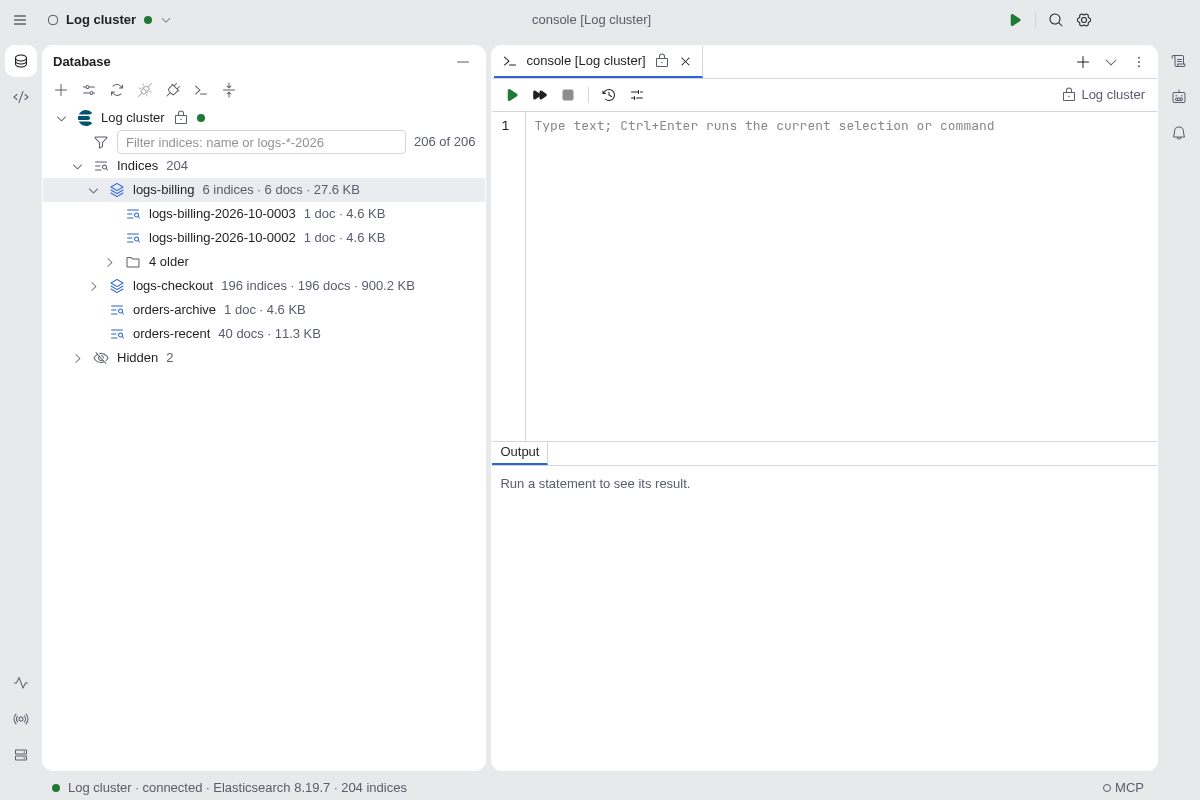 Log cluster
console [Log cluster]
Database
Log cluster
Filter indices: name or logs-*-2026
206 of 206
Indices 204
logs-billing 6 indices · 6 docs · 27.6 KB
logs-billing-2026-10-0003 1 doc · 4.6 KB
logs-billing-2026-10-0002 1 doc · 4.6 KB
4 older
logs-checkout 196 indices · 196 docs · 900.2 KB
orders-archive 1 doc · 4.6 KB
orders-recent 40 docs · 11.3 KB
Hidden 2
console [Log cluster]
Log cluster
1 Type text; Ctrl+Enter runs the current selection or command
Output
Run a statement to see its result.
Log cluster · connected · Elasticsearch 8.19.7 · 204 indices
MCP